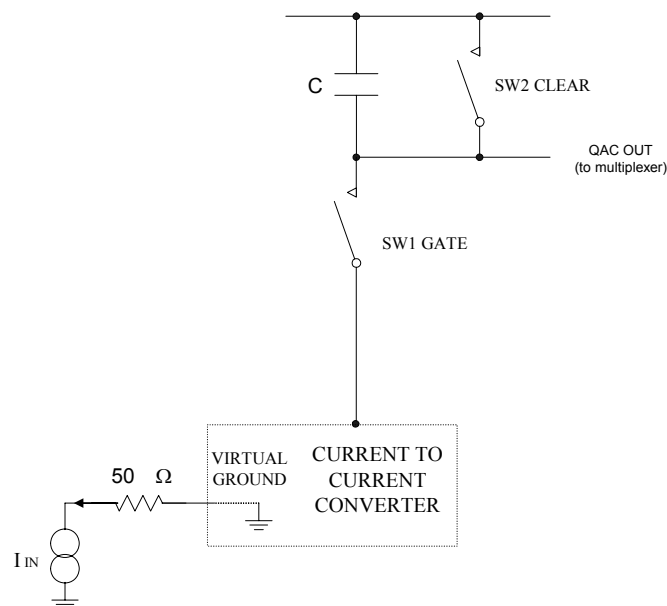 C
SW2 CLEAR
QAC OUT
(to multiplexer)
SW1 GATE
VIRTUAL
GROUND
CURRENT TO
CURRENT
CONVERTER
50 Ω
I IN